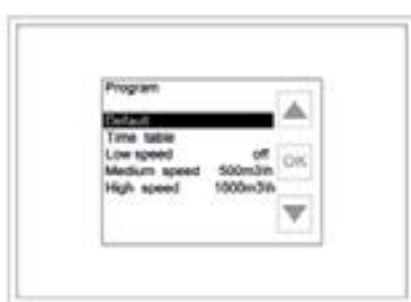 Program
Default
Time table
Low speed off
Medium speed 500m3\h
High speed 1000m3\h
OK